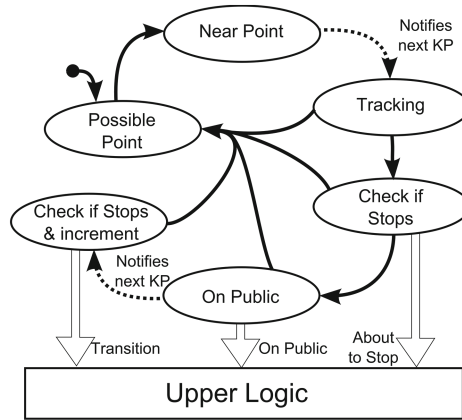 Near Point
Notifies
next KP
Tracking
Possible
Point
Check if
Stops
Check if Stops
& increment
Notifies
next KP
On Public
Transition
On Public
About
to Stop
Upper Logic